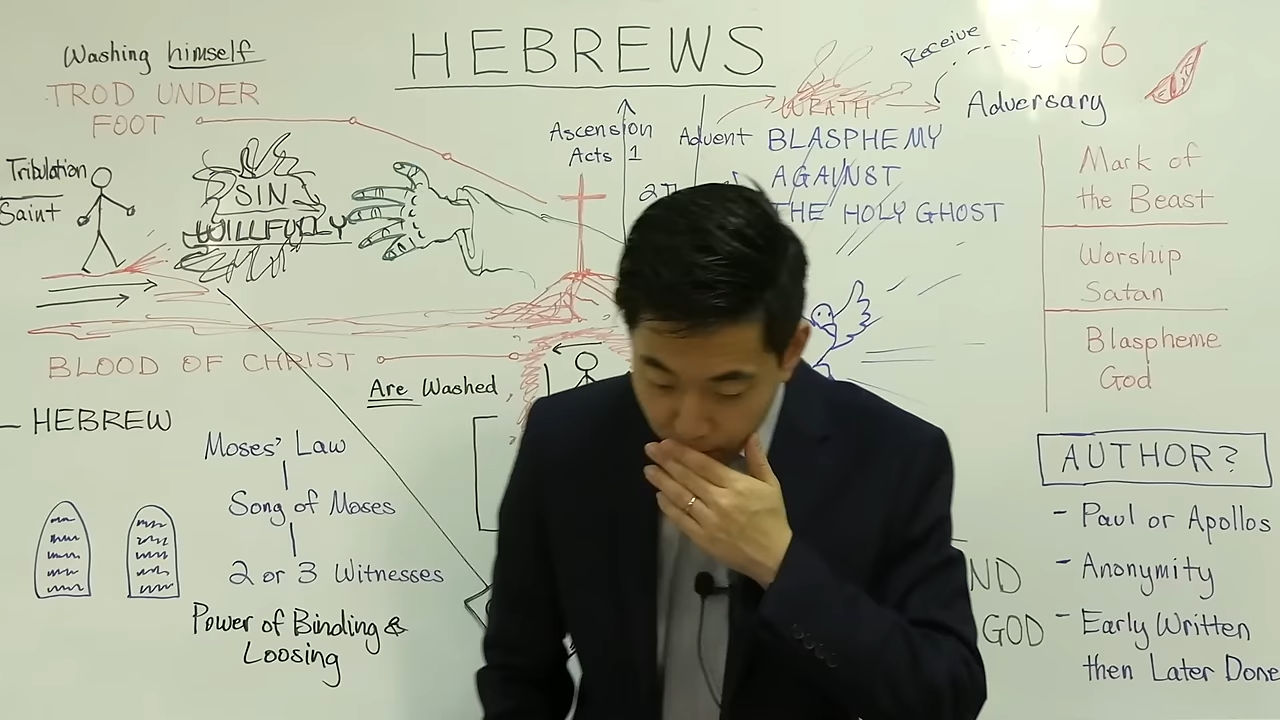 HEBREWS
Washing himself
TROD UNDER
FOOT
Tribulation
Saint
SIN
WILLFULLY
Ascension
Acts 1
Advent
WRATH
Receive
66
Adversary
BLASPHEMY
AGAINST
THE HOLY GHOST
Mark of
the Beast
Worship
Satan
Blaspheme
God
BLOOD OF CHRIST
Are Washed
- HEBREW
Moses' Law
Song of Moses
2 or 3 Witnesses
Power of Binding &
Loosing
GOD
AUTHOR?
- Paul or Apollos
- Anonymity
- Early Written
then Later Done